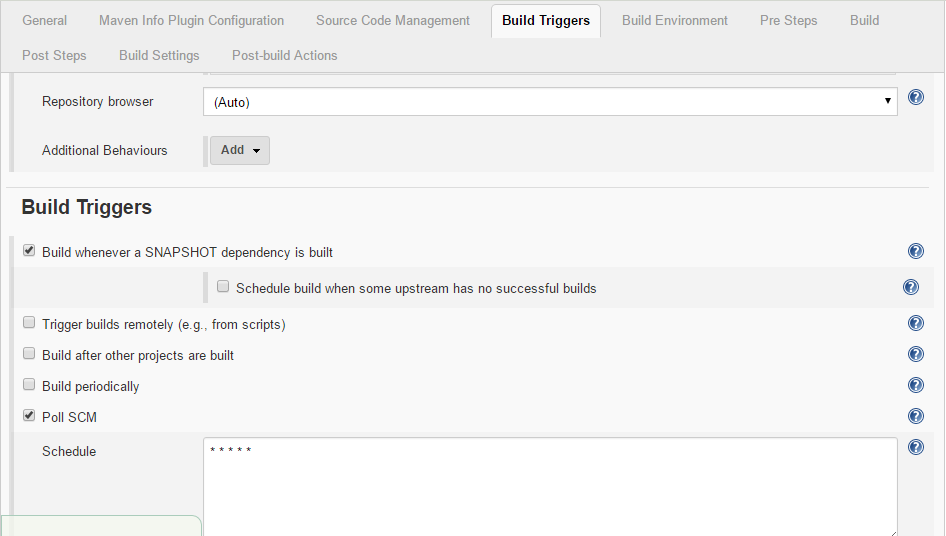 General Maven Info Plugin Configuration Source Code Management Build Triggers Build Environment Pre Steps Build
Post Steps Build Settings Post-build Actions
Repository browser (Auto)
Additional Behaviours Add
Build Triggers
Build whenever a SNAPSHOT dependency is built
Schedule build when some upstream has no successful builds
Trigger builds remotely (e.g., from scripts)
Build after other projects are built
Build periodically
Poll SCM
Schedule * * * * *